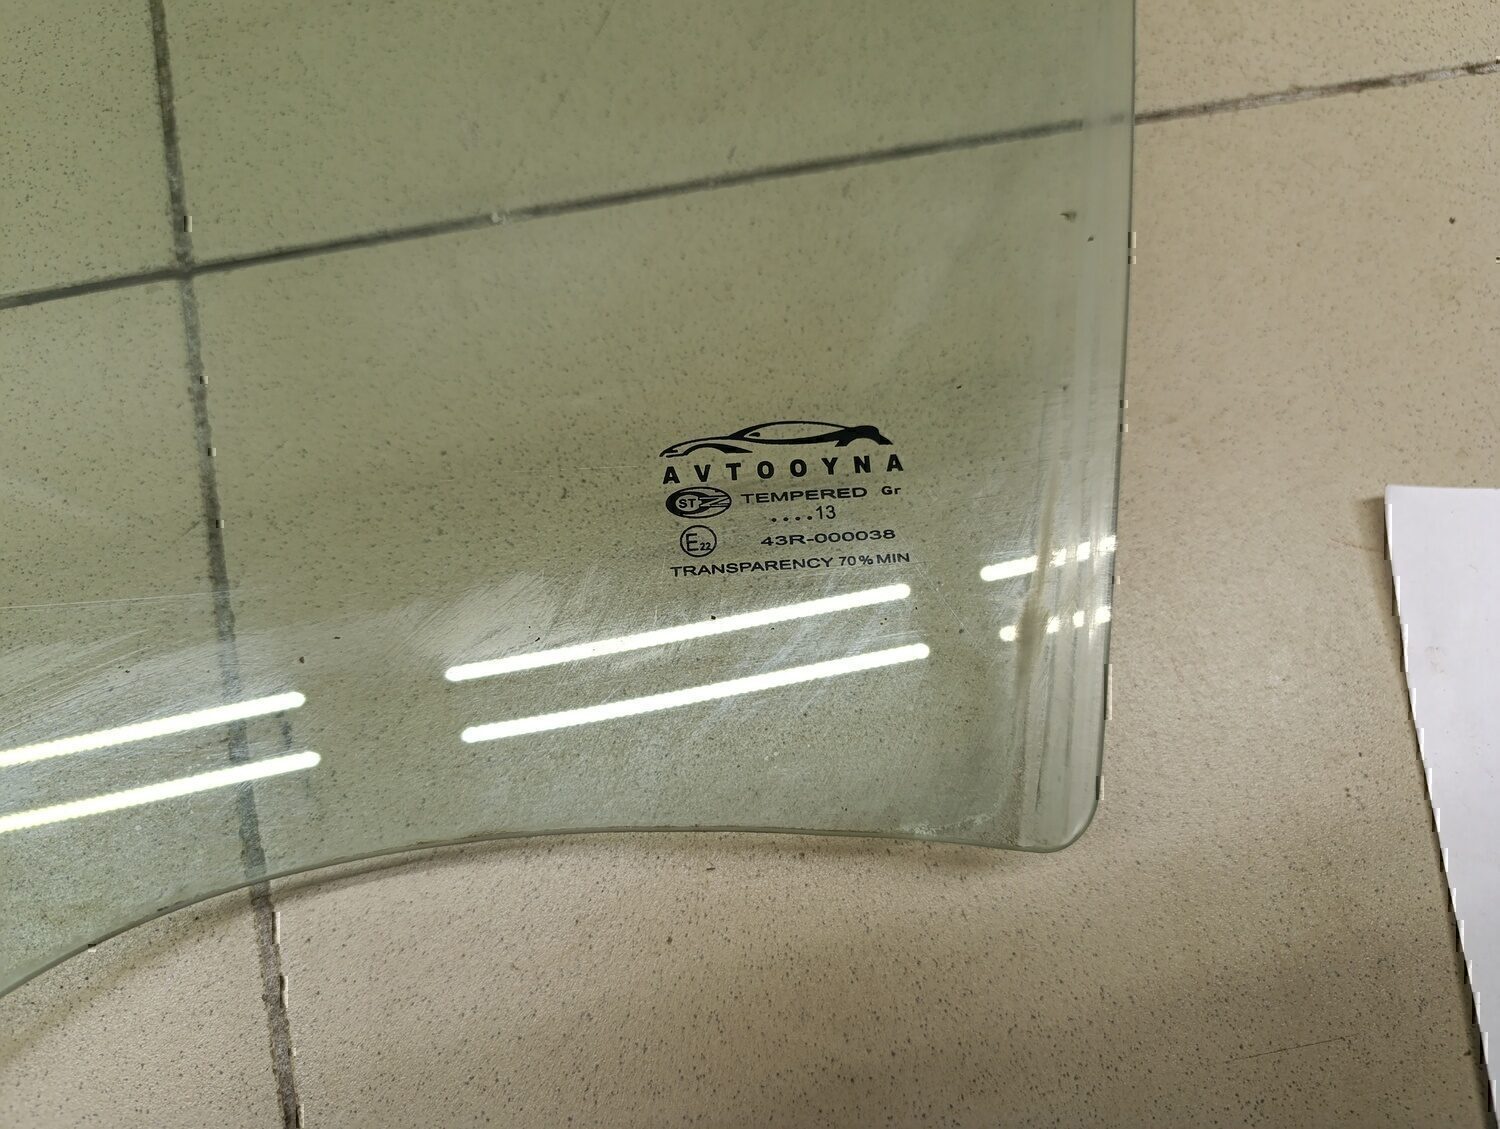 AVTOOYNA
ST TEMPERED Gr
....13
E22 43R-000038
TRANSPARENCY 70% MIN